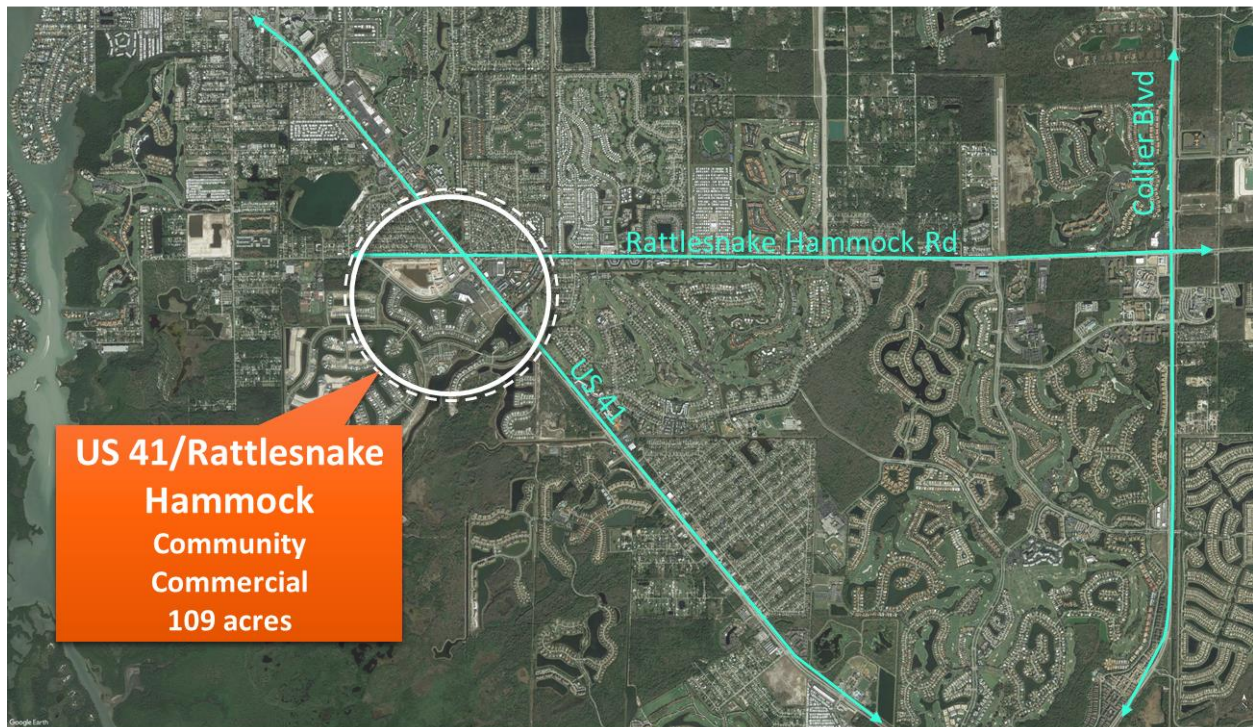 Collier Blvd
Rattlesnake Hammock Rd
US 41
US 41/Rattlesnake
Hammock
Community
Commercial
109 acres
Google Earth